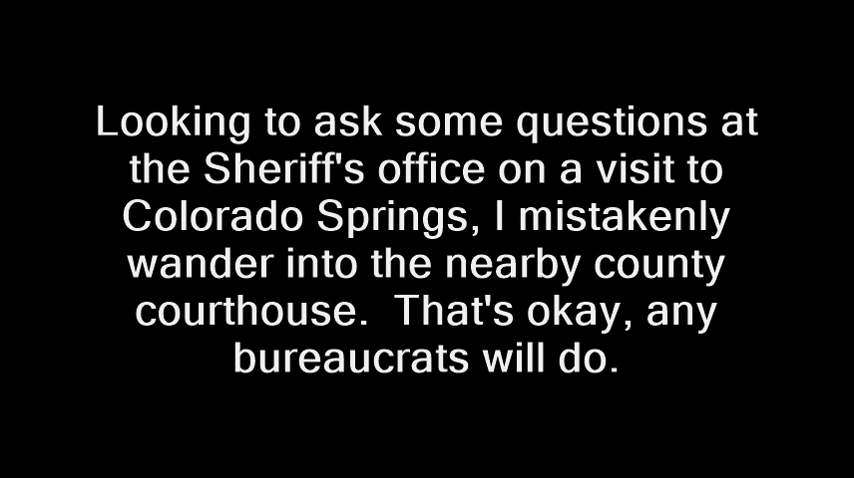 Looking to ask some questions at
the Sheriff's office on a visit to
Colorado Springs, I mistakenly
wander into the nearby county
courthouse.  That's okay, any
bureaucrats will do.